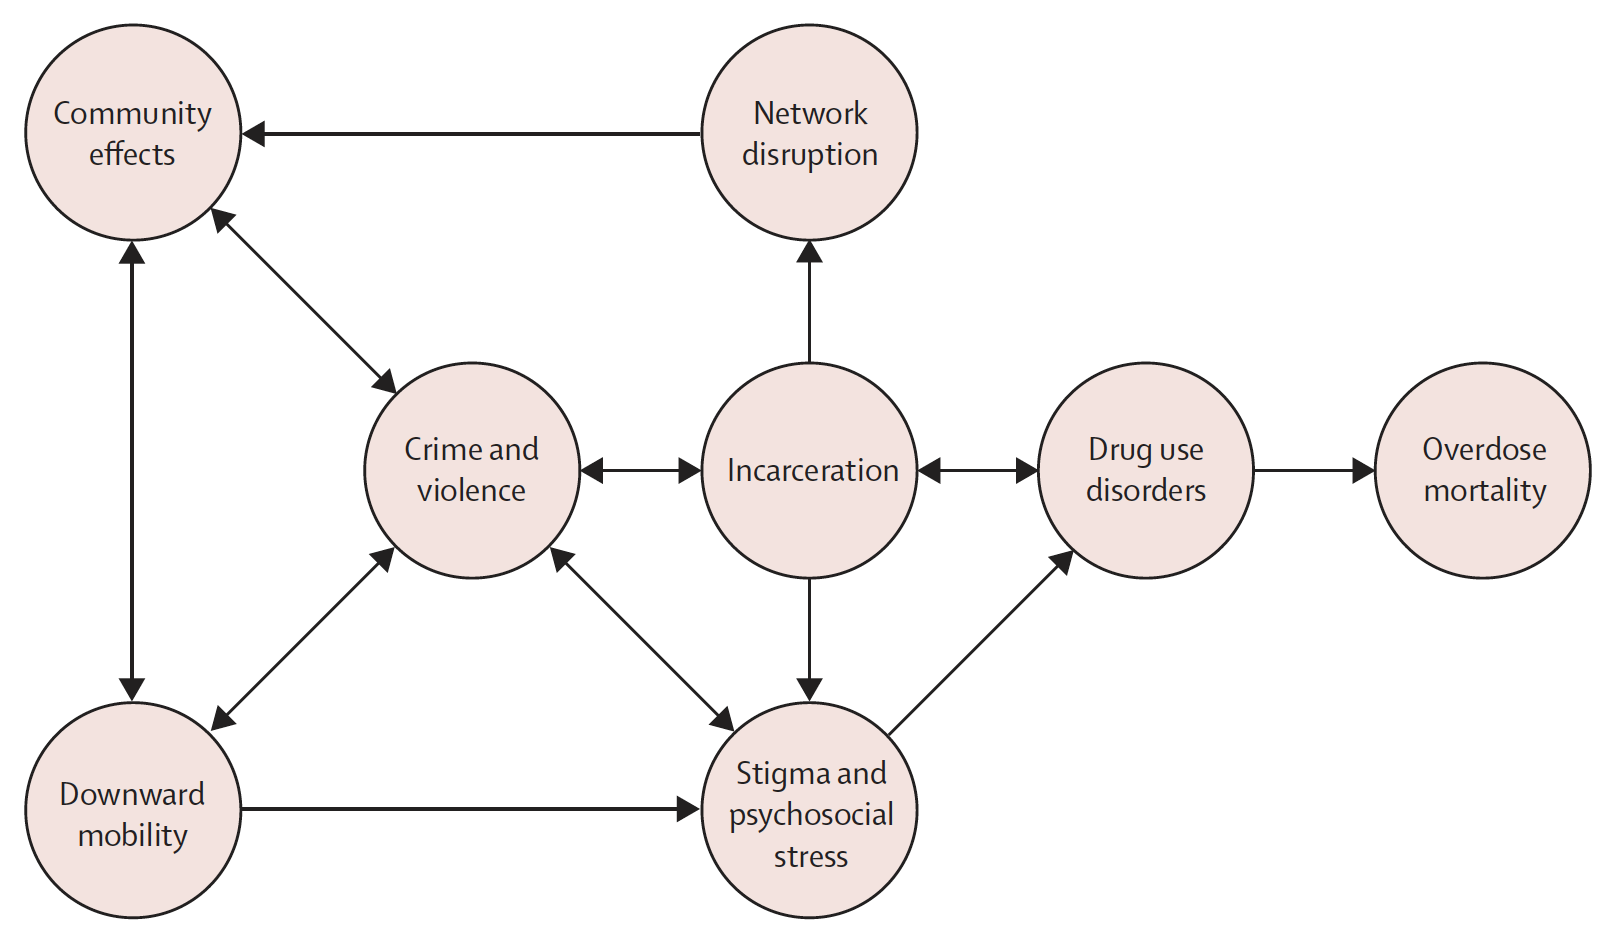 Community
effects
Network
disruption
Crime and
violence
Incarceration
Drug use
disorders
Overdose
mortality
Downward
mobility
Stigma and
psychosocial
stress